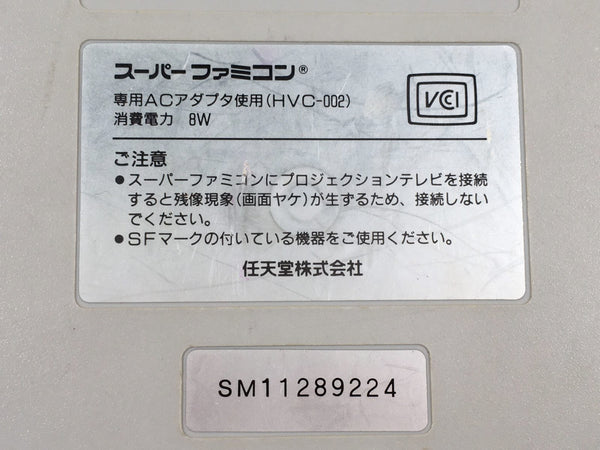 スーパーファミコン®
専用ACアダプタ使用(HVC-002)
消費電力 8W
VCCI
ご注意
●スーパーファミコンにプロジェクションテレビを接続
すると残像現象(画面ヤケ)が生ずるため、接続しない
でください。
●SFマークの付いている機器をご使用ください。
任天堂株式会社
SM11289224